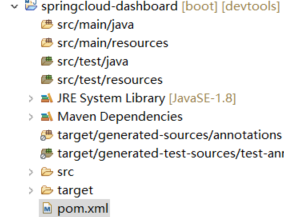 springcloud-dashboard [boot] [devtools]
src/main/java
src/main/resources
src/test/java
src/test/resources
JRE System Library [JavaSE-1.8]
Maven Dependencies
target/generated-sources/annotations
target/generated-test-sources/test-an
src
target
pom.xml